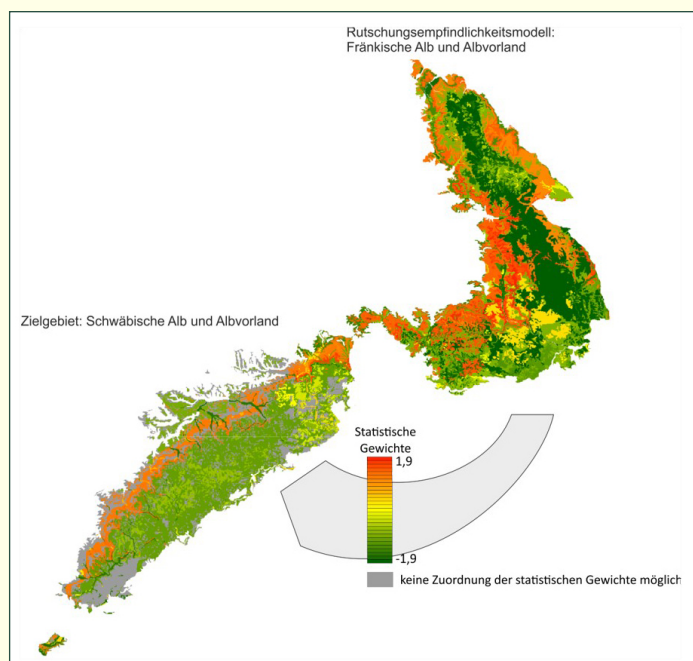 Rutschungsempfindlichkeitsmodell:
Fränkische Alb und Albvorland
Zielgebiet: Schwäbische Alb und Albvorland
Statistische
Gewichte
1,9
-1,9
keine Zuordnung der statistischen Gewichte möglich